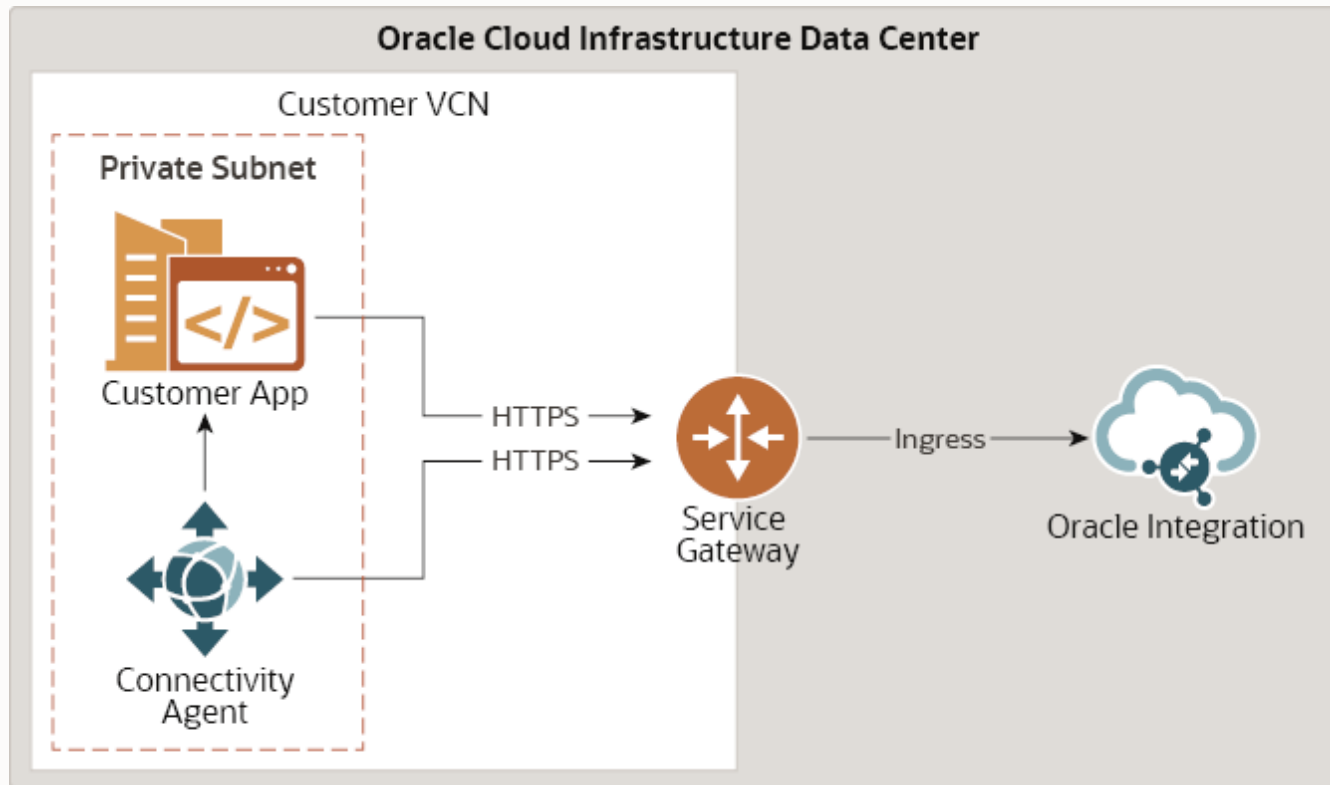 Oracle Cloud Infrastructure Data Center
Customer VCN
Private Subnet
</>
Customer App
HTTPS
HTTPS
Ingress
Service
Gateway
Oracle Integration
Connectivity
Agent